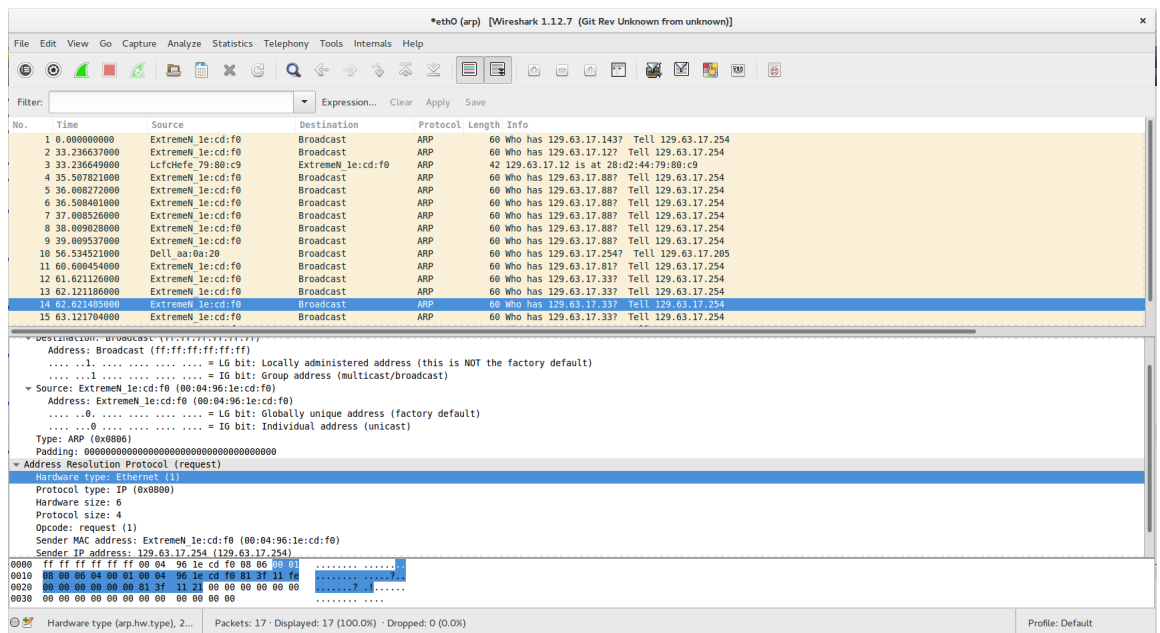 *eth0 (arp) [Wireshark 1.12.7 (Git Rev Unknown from unknown)]
File Edit View Go Capture Analyze Statistics Telephony Tools Internals Help
Filter: Expression... Clear Apply Save
No. Time Source Destination Protocol Length Info
1 0.000000000 ExtremeN_1e:cd:f0 Broadcast ARP 60 Who has 129.63.17.143? Tell 129.63.17.254
2 33.236637000 ExtremeN_1e:cd:f0 Broadcast ARP 60 Who has 129.63.17.12? Tell 129.63.17.254
3 33.236649000 LcfcHefe_79:80:c9 ExtremeN_1e:cd:f0 ARP 42 129.63.17.12 is at 28:d2:44:79:80:c9
4 35.507821000 ExtremeN_1e:cd:f0 Broadcast ARP 60 Who has 129.63.17.88? Tell 129.63.17.254
5 36.008272000 ExtremeN_1e:cd:f0 Broadcast ARP 60 Who has 129.63.17.88? Tell 129.63.17.254
6 36.508401000 ExtremeN_1e:cd:f0 Broadcast ARP 60 Who has 129.63.17.88? Tell 129.63.17.254
7 37.008526000 ExtremeN_1e:cd:f0 Broadcast ARP 60 Who has 129.63.17.88? Tell 129.63.17.254
8 38.009028000 ExtremeN_1e:cd:f0 Broadcast ARP 60 Who has 129.63.17.88? Tell 129.63.17.254
9 39.009537000 ExtremeN_1e:cd:f0 Broadcast ARP 60 Who has 129.63.17.88? Tell 129.63.17.254
10 56.534521000 Dell_aa:0a:20 Broadcast ARP 60 Who has 129.63.17.254? Tell 129.63.17.205
11 60.600454000 ExtremeN_1e:cd:f0 Broadcast ARP 60 Who has 129.63.17.81? Tell 129.63.17.254
12 61.621126000 ExtremeN_1e:cd:f0 Broadcast ARP 60 Who has 129.63.17.33? Tell 129.63.17.254
13 62.121186000 ExtremeN_1e:cd:f0 Broadcast ARP 60 Who has 129.63.17.33? Tell 129.63.17.254
14 62.621485000 ExtremeN_1e:cd:f0 Broadcast ARP 60 Who has 129.63.17.33? Tell 129.63.17.254
15 63.121704000 ExtremeN_1e:cd:f0 Broadcast ARP 60 Who has 129.63.17.33? Tell 129.63.17.254
Destination: Broadcast (ff:ff:ff:ff:ff:ff)
Address: Broadcast (ff:ff:ff:ff:ff:ff)
.... ..1. .... .... .... .... = LG bit: Locally administered address (this is NOT the factory default)
.... ...1 .... .... .... .... = IG bit: Group address (multicast/broadcast)
Source: ExtremeN_1e:cd:f0 (00:04:96:1e:cd:f0)
Address: ExtremeN_1e:cd:f0 (00:04:96:1e:cd:f0)
.... ..0. .... .... .... .... = LG bit: Globally unique address (factory default)
.... ...0 .... .... .... .... = IG bit: Individual address (unicast)
Type: ARP (0x0806)
Padding: 000000000000000000000000000000000000
Address Resolution Protocol (request)
Hardware type: Ethernet (1)
Protocol type: IP (0x0800)
Hardware size: 6
Protocol size: 4
Opcode: request (1)
Sender MAC address: ExtremeN_1e:cd:f0 (00:04:96:1e:cd:f0)
Sender IP address: 129.63.17.254 (129.63.17.254)
0000 ff ff ff ff ff ff 00 04 96 1e cd f0 08 06 00 01 ........ ........
0010 08 00 06 04 00 01 00 04 96 1e cd f0 81 3f 11 fe ........ .....?..
0020 00 00 00 00 00 00 81 3f 11 21 00 00 00 00 00 00 .......? .!......
0030 00 00 00 00 00 00 00 00 00 00 00 00 ........ ....
Hardware type (arp.hw.type), 2... Packets: 17 · Displayed: 17 (100.0%) · Dropped: 0 (0.0%) Profile: Default